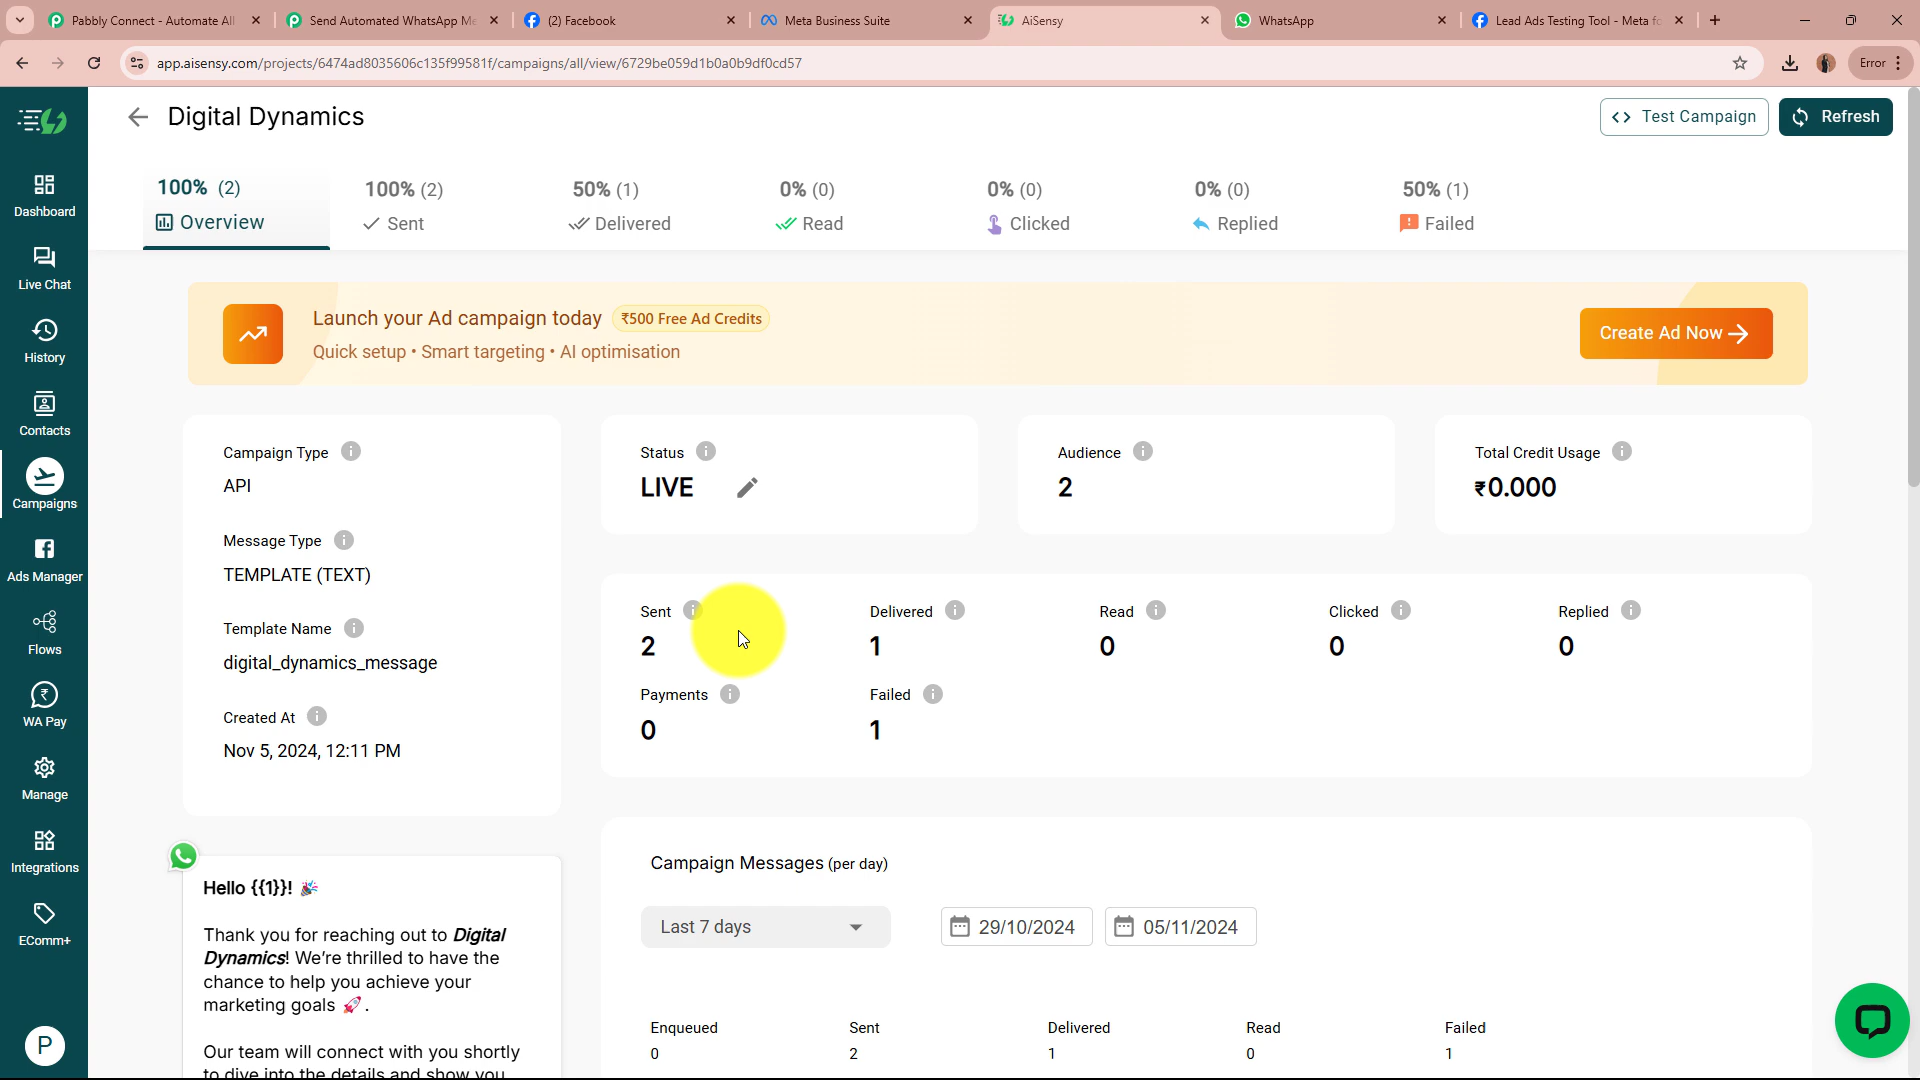 Pabbly Connect - Automate All
Send Automated WhatsApp Me
(2) Facebook
Meta Business Suite
AiSensy
WhatsApp
Lead Ads Testing Tool - Meta fo
app.aisensy.com/projects/6474ad8035606c135f99581f/campaigns/all/view/6729be059d1b0a0b9df0cd57
Error
Digital Dynamics
Test Campaign
Refresh
100% (2)
Overview
100% (2)
Sent
50% (1)
Delivered
0% (0)
Read
0% (0)
Clicked
0% (0)
Replied
50% (1)
Failed
Dashboard
Live Chat
History
Contacts
Campaigns
Ads Manager
Flows
WA Pay
Manage
Integrations
EComm+
P
Launch your Ad campaign today
₹500 Free Ad Credits
Quick setup • Smart targeting • AI optimisation
Create Ad Now
Campaign Type
API
Message Type
TEMPLATE (TEXT)
Template Name
digital_dynamics_message
Created At
Nov 5, 2024, 12:11 PM
Status
LIVE
Audience
2
Total Credit Usage
₹0.000
Sent
2
Delivered
1
Read
0
Clicked
0
Replied
0
Payments
0
Failed
1
Hello {{1}}! 🎉
Thank you for reaching out to Digital
Dynamics! We're thrilled to have the
chance to help you achieve your
marketing goals 🚀.
Our team will connect with you shortly
to dive into the details and show you
Campaign Messages (per day)
Last 7 days
29/10/2024
05/11/2024
Enqueued
0
Sent
2
Delivered
1
Read
0
Failed
1